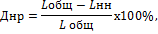 Днр = (Lобщ − Lнн) / L общ х100%,